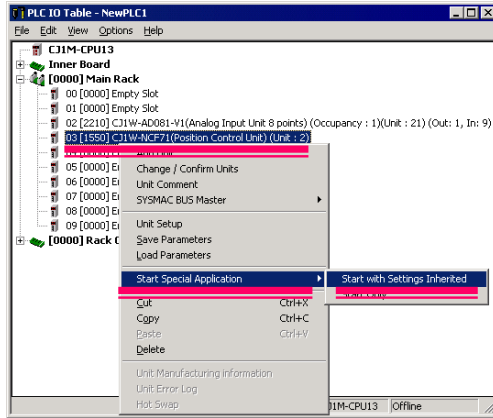 PLC IO Table - NewPLC1
File Edit View Options Help
CJ1M-CPU13
Inner Board
[0000] Main Rack
00 [0000] Empty Slot
01 [0000] Empty Slot
02 [2210] CJ1W-AD081-V1(Analog Input Unit 8 points) (Occupancy : 1)(Unit : 21) (Out: 1, In: 9)
03 [1550] CJ1W-NCF71(Position Control Unit) (Unit : 2)
05 [0000] E
Change / Confirm Units
06 [0000] E
Unit Comment
07 [0000] E
SYSMAC BUS Master
08 [0000] E
09 [0000] E
Unit Setup
[0000] Rack
Save Parameters
Load Parameters
Start Special Application
Start with Settings Inherited
Start Only
Cut Ctrl+X
Copy Ctrl+C
Paste Ctrl+V
Delete
Unit Manufacturing information
Unit Error Log
Hot Swap
J1M-CPU13 Offline